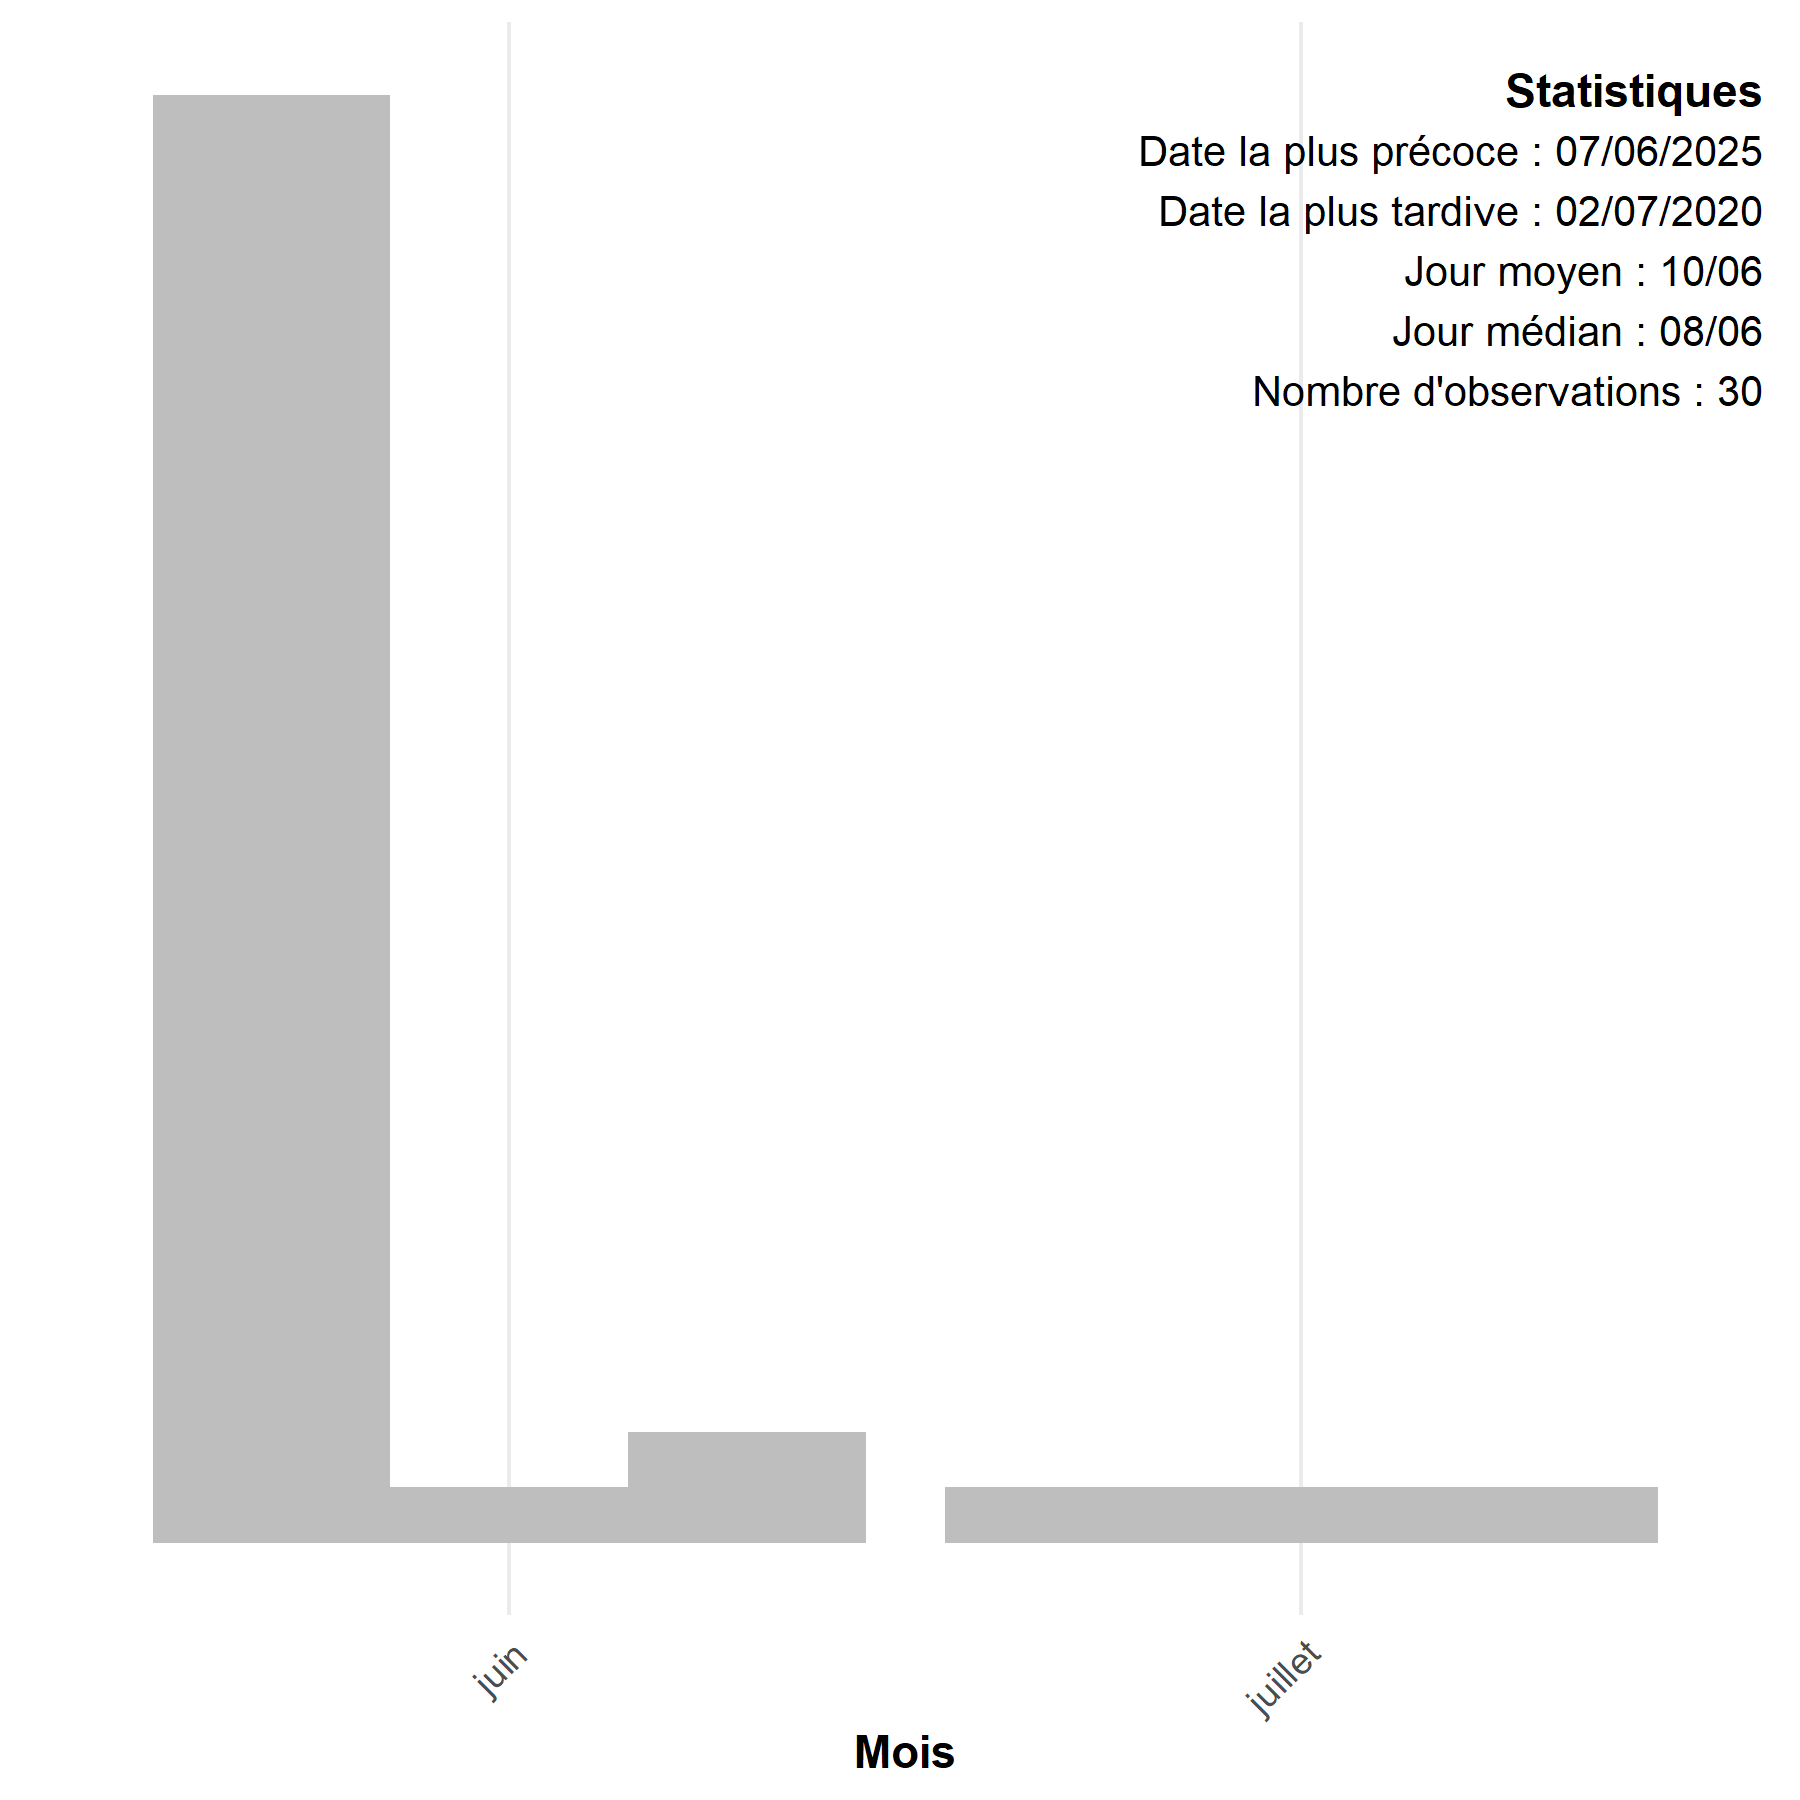 Statistiques
Date la plus précoce : 07/06/2025
Date la plus tardive : 02/07/2020
Jour moyen : 10/06
Jour médian : 08/06
Nombre d'observations : 30
juin
juillet
Mois